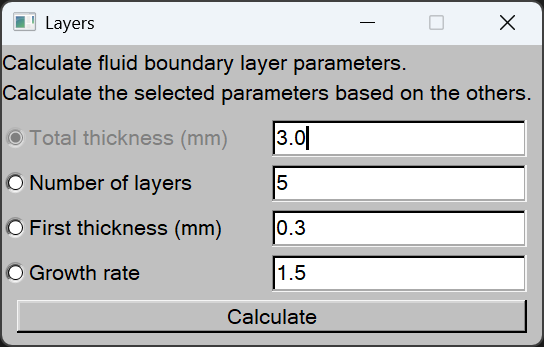 Layers
Calculate fluid boundary layer parameters.
Calculate the selected parameters based on the others.
Total thickness (mm) 3.0
Number of layers 5
First thickness (mm) 0.3
Growth rate 1.5
Calculate